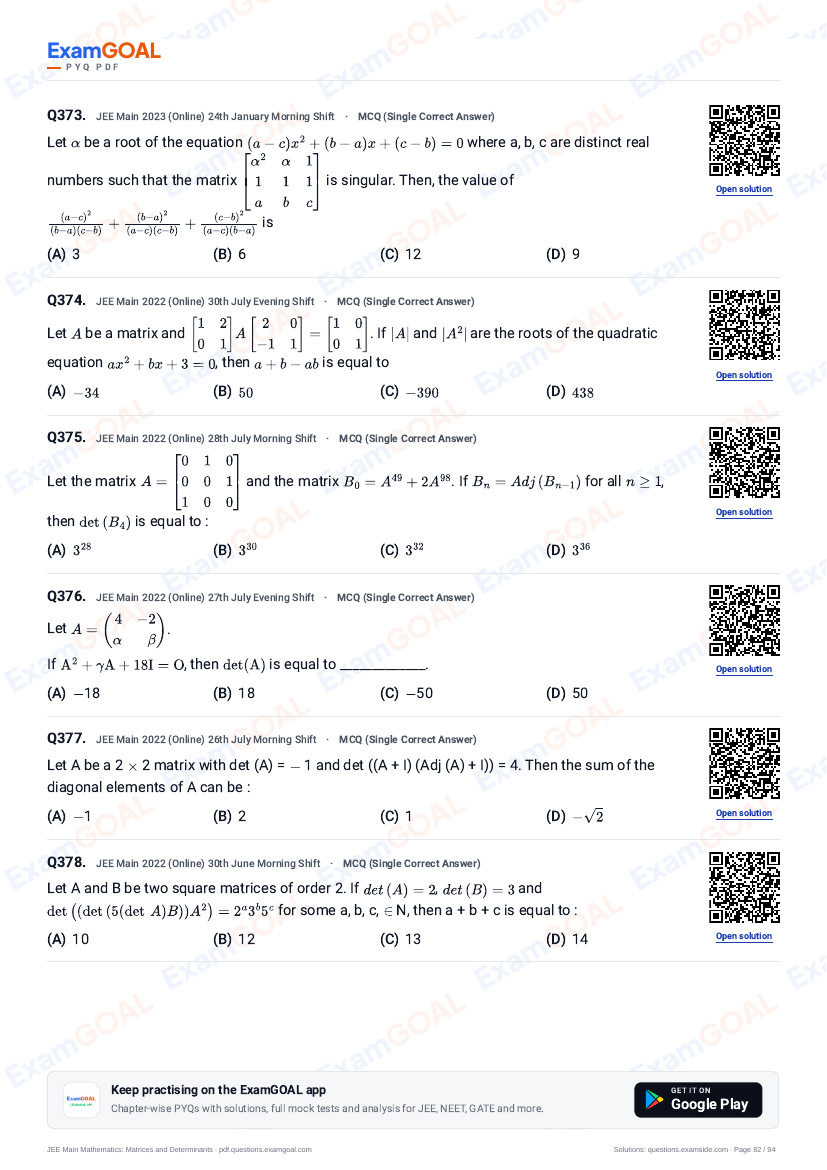 ExamGOAL
PYQ PDF
Q373. JEE Main 2023 (Online) 24th January Morning Shift · MCQ (Single Correct Answer)
Let α be a root of the equation (a − c)x² + (b − a)x + (c − b) = 0 where a, b, c are distinct real
numbers such that the matrix [α² α 1; 1 1 1; a b c] is singular. Then, the value of
(a−c)²/((b−a)(c−b)) + (b−a)²/((a−c)(c−b)) + (c−b)²/((a−c)(b−a)) is
(A) 3 (B) 6 (C) 12 (D) 9
Open solution
Q374. JEE Main 2022 (Online) 30th July Evening Shift · MCQ (Single Correct Answer)
Let A be a matrix and [1 2; 0 1] A [2 0; −1 1] = [1 0; 0 1]. If |A| and |A²| are the roots of the quadratic
equation ax² + bx + 3 = 0, then a + b − ab is equal to
(A) −34 (B) 50 (C) −390 (D) 438
Open solution
Q375. JEE Main 2022 (Online) 28th July Morning Shift · MCQ (Single Correct Answer)
Let the matrix A = [0 1 0; 0 0 1; 1 0 0] and the matrix B₀ = A⁴⁹ + 2A⁹⁸. If Bₙ = Adj (Bₙ₋₁) for all n ≥ 1,
then det (B₄) is equal to :
(A) 3²⁸ (B) 3³⁰ (C) 3³² (D) 3³⁶
Open solution
Q376. JEE Main 2022 (Online) 27th July Evening Shift · MCQ (Single Correct Answer)
Let A = (4 −2; α β).
If A² + γA + 18I = O, then det(A) is equal to _____________.
(A) −18 (B) 18 (C) −50 (D) 50
Open solution
Q377. JEE Main 2022 (Online) 26th July Morning Shift · MCQ (Single Correct Answer)
Let A be a 2 × 2 matrix with det (A) = − 1 and det ((A + I) (Adj (A) + I)) = 4. Then the sum of the
diagonal elements of A can be :
(A) −1 (B) 2 (C) 1 (D) −√2
Open solution
Q378. JEE Main 2022 (Online) 30th June Morning Shift · MCQ (Single Correct Answer)
Let A and B be two square matrices of order 2. If det (A) = 2, det (B) = 3 and
det ((det (5(det A)B))A²) = 2ᵃ3ᵇ5ᶜ for some a, b, c, ∈ N, then a + b + c is equal to :
(A) 10 (B) 12 (C) 13 (D) 14
Open solution
Keep practising on the ExamGOAL app
Chapter-wise PYQs with solutions, full mock tests and analysis for JEE, NEET, GATE and more.
GET IT ON
Google Play
JEE Main Mathematics: Matrices and Determinants · pdf.questions.examgoal.com
Solutions: questions.examside.com · Page 82 / 94